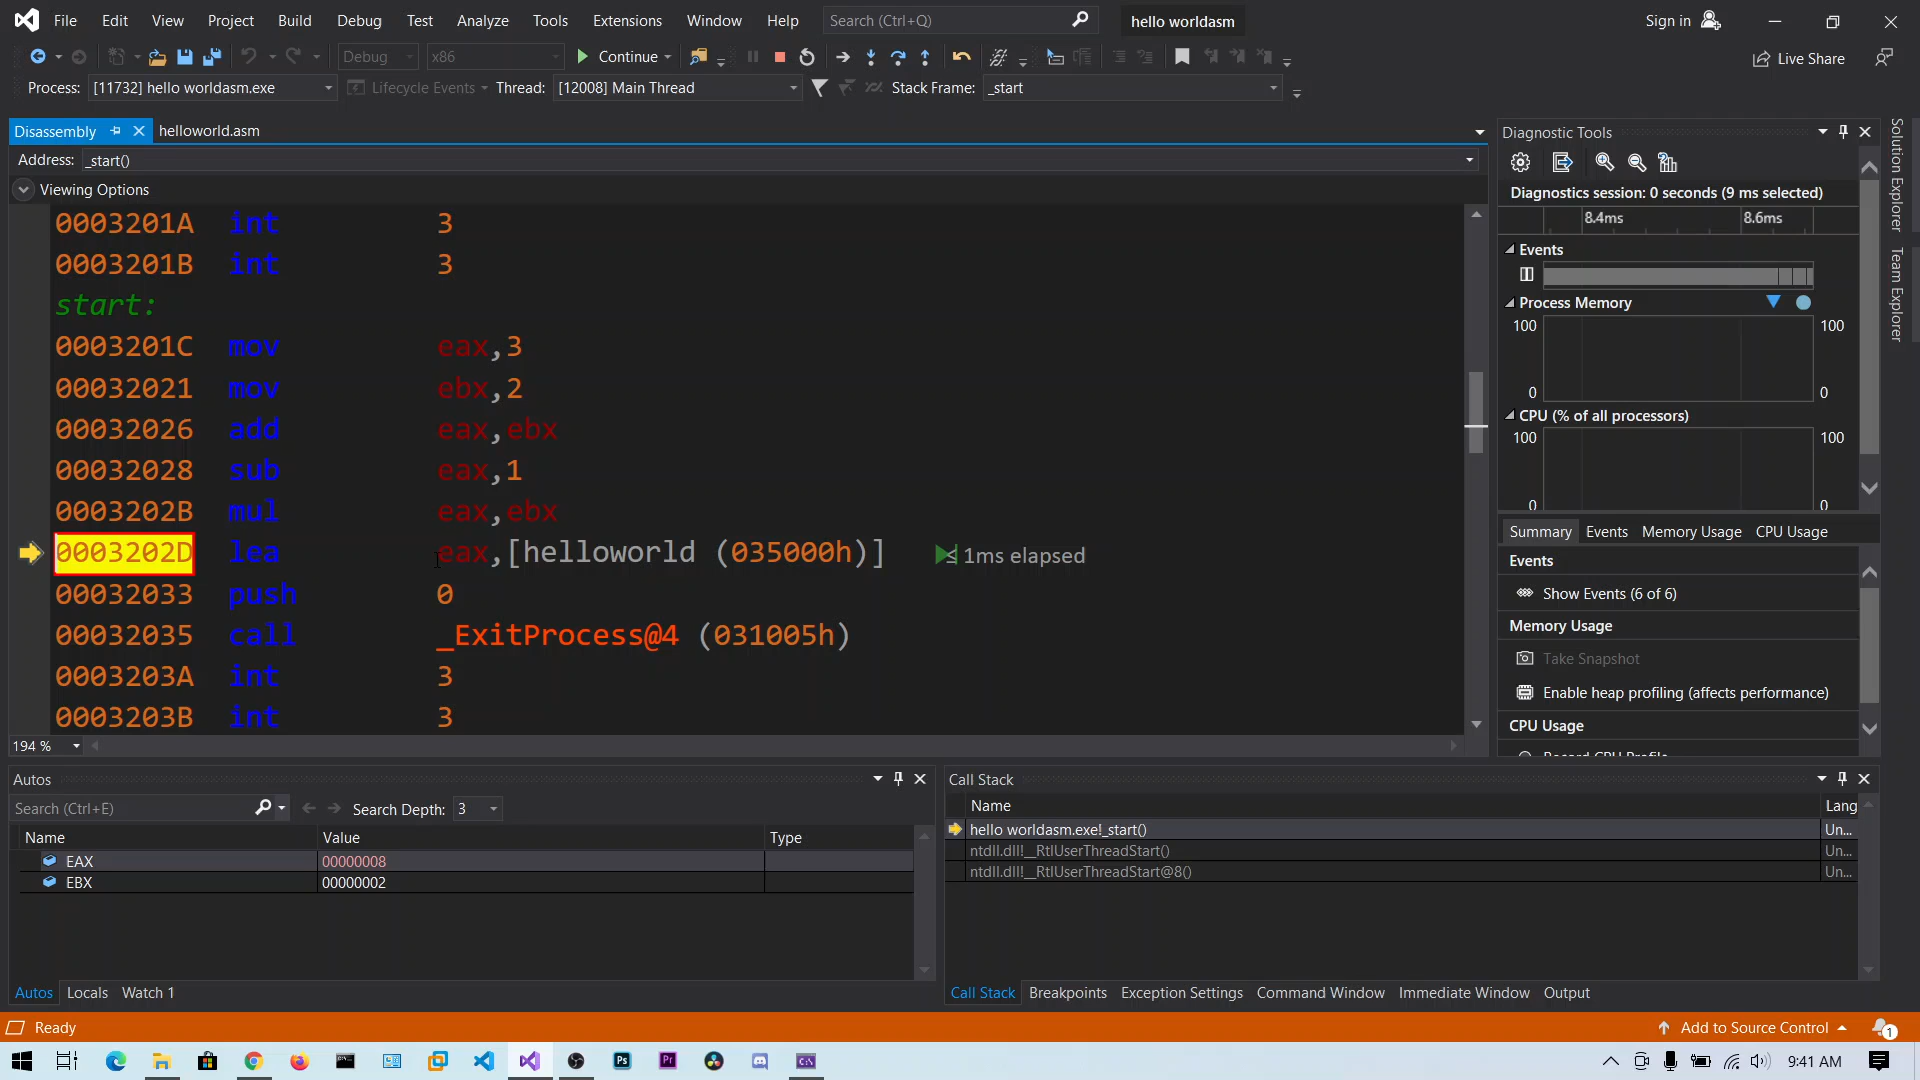 File Edit View Project Build Debug Test Analyze Tools Extensions Window Help Search (Ctrl+Q) hello worldasm Sign in
Debug x86 Continue Live Share
Process: [11732] hello worldasm.exe Lifecycle Events Thread: [12008] Main Thread Stack Frame: _start
Disassembly helloworld.asm
Address: _start()
Viewing Options
0003201A int 3
0003201B int 3
start:
0003201C mov eax,3
00032021 mov ebx,2
00032026 add eax,ebx
00032028 sub eax,1
0003202B mul eax,ebx
0003202D lea eax,[helloworld (035000h)] ≤ 1ms elapsed
00032033 push 0
00032035 call _ExitProcess@4 (031005h)
0003203A int 3
0003203B int 3
194 %
Diagnostic Tools
Diagnostics session: 0 seconds (9 ms selected)
8.4ms 8.6ms
Events
Process Memory
100 100
0 0
CPU (% of all processors)
100 100
0 0
Summary Events Memory Usage CPU Usage
Events
Show Events (6 of 6)
Memory Usage
Take Snapshot
Enable heap profiling (affects performance)
CPU Usage
Record CPU Profile
Solution Explorer
Team Explorer
Autos
Search (Ctrl+E) Search Depth: 3
Name Value Type
EAX 00000008
EBX 00000002
Autos Locals Watch 1
Call Stack
Name Lang
hello worldasm.exe!_start() Un...
ntdll.dll!__RtlUserThreadStart() Un...
ntdll.dll!__RtlUserThreadStart@8() Un...
Call Stack Breakpoints Exception Settings Command Window Immediate Window Output
Ready Add to Source Control 1
Ps Pr 9:41 AM